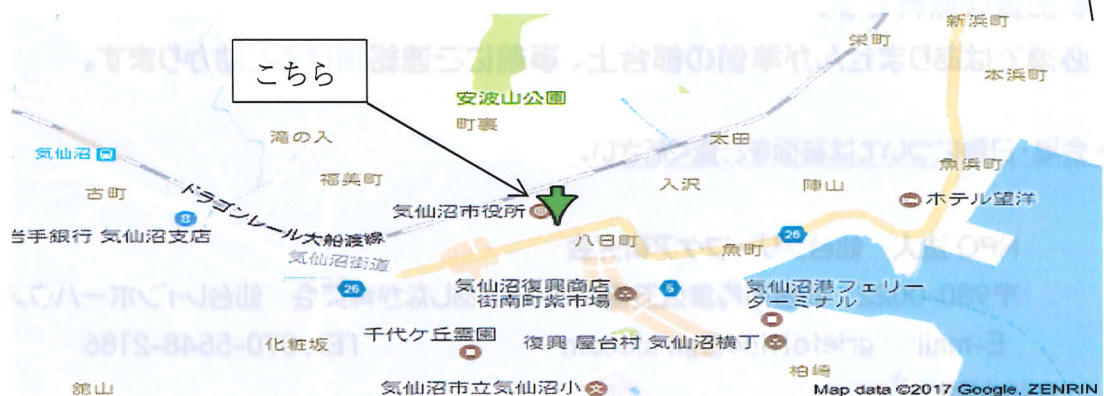 新浜町
栄町
本浜町
こちら
安波山公園
町裏
滝の入
太田
気仙沼
福美町
入沢
陣山
魚浜町
古町
ドラゴンレール大船渡線
気仙沼市役所
ホテル望洋
岩手銀行 気仙沼支店
八日町
魚町
26
気仙沼街道
26
気仙沼復興商店
街南町紫市場
5
気仙沼港フェリー
ターミナル
化粧坂
千代ケ丘霊園
復興屋台村 気仙沼横丁
柏崎
舘山
気仙沼市立気仙沼小
Map data ©2017 Google, ZENRIN